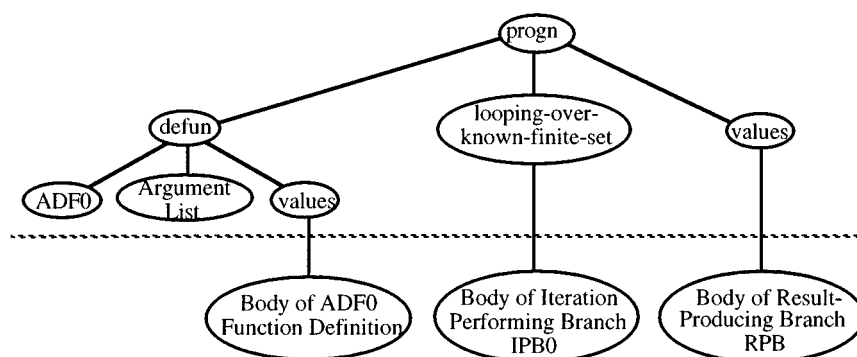 progn
looping-over-
known-finite-set
defun
values
ADF0
Argument
List
values
Body of ADF0
Function Definition
Body of Iteration
Performing Branch
IPB0
Body of Result-
Producing Branch
RPB